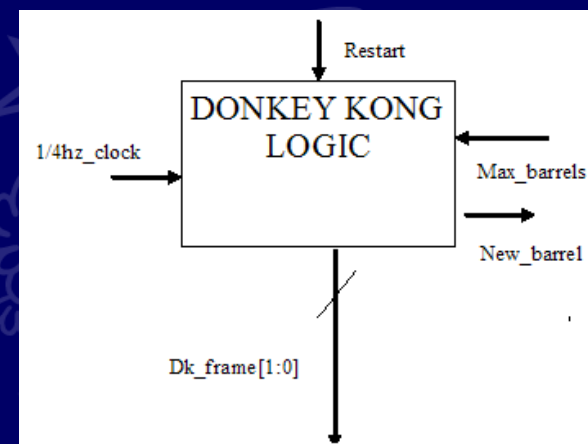 Restart
DONKEY KONG
LOGIC
1/4hz_clock
Max_barrels
New_barrel
Dk_frame[1:0]